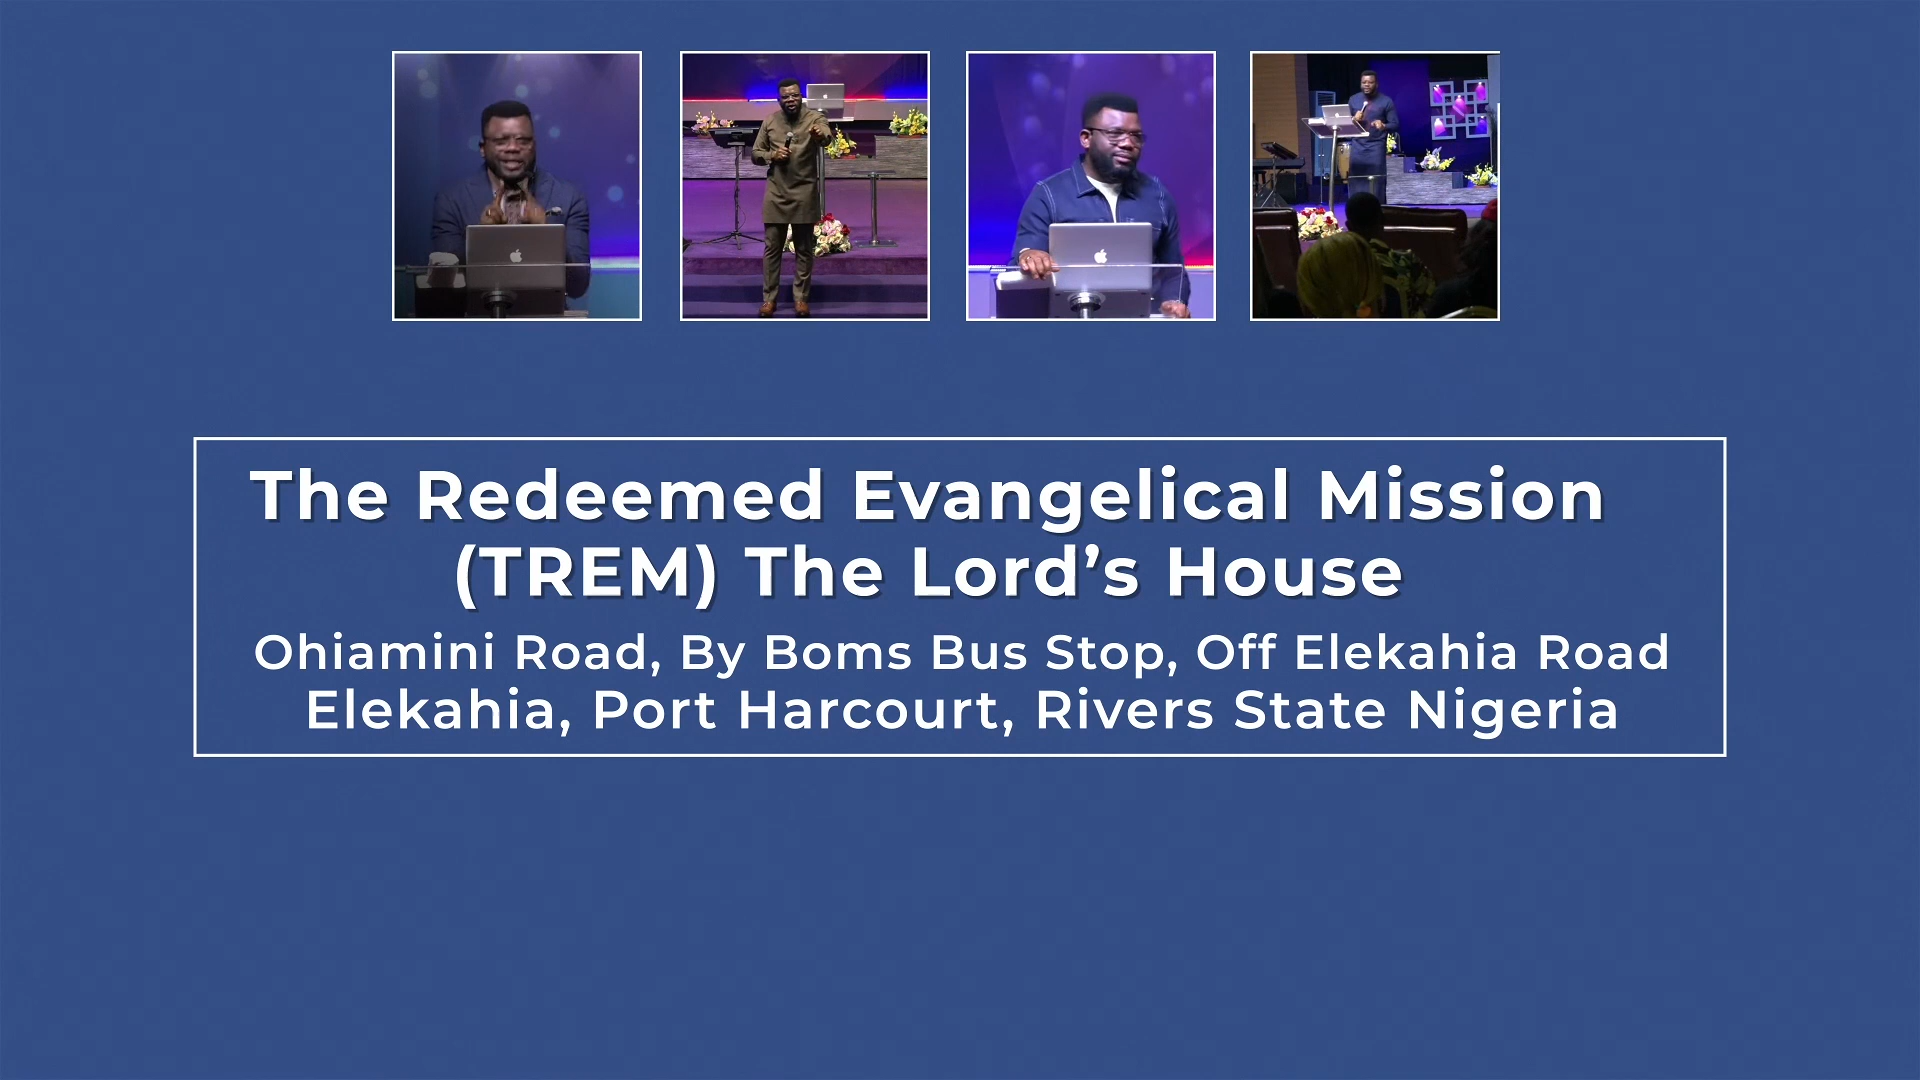 The Redeemed Evangelical Mission
(TREM) The Lord’s House
Ohiamini Road, By Boms Bus Stop, Off Elekahia Road
Elekahia, Port Harcourt, Rivers State Nigeria